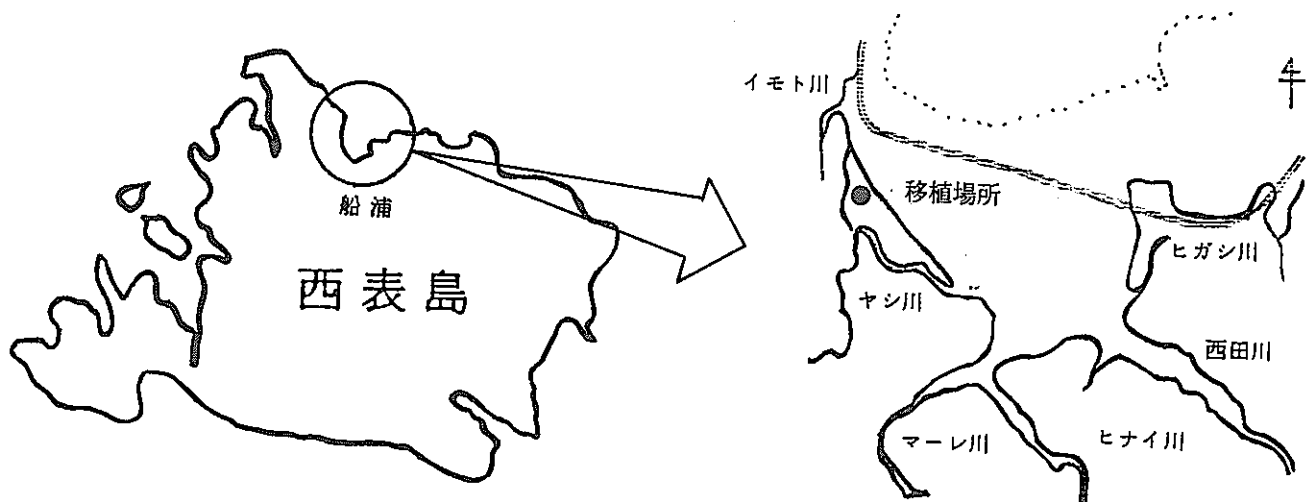 船浦
西表島
イモト川
移植場所
ヒガシ川
ヤシ川
西田川
マーレ川
ヒナイ川